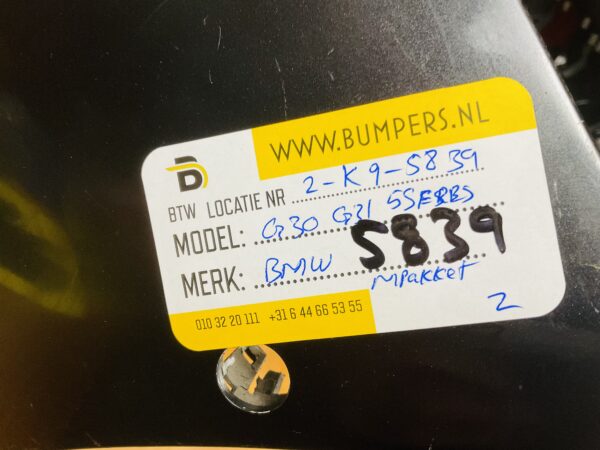 WWW.BUMPERS.NL
BTW LOCATIE NR 2-K9-5839
MODEL: G30 G31 5SERRS
5839
MERK: BMW
MPakket
010 32 20 111 +31 6 44 66 53 55
2